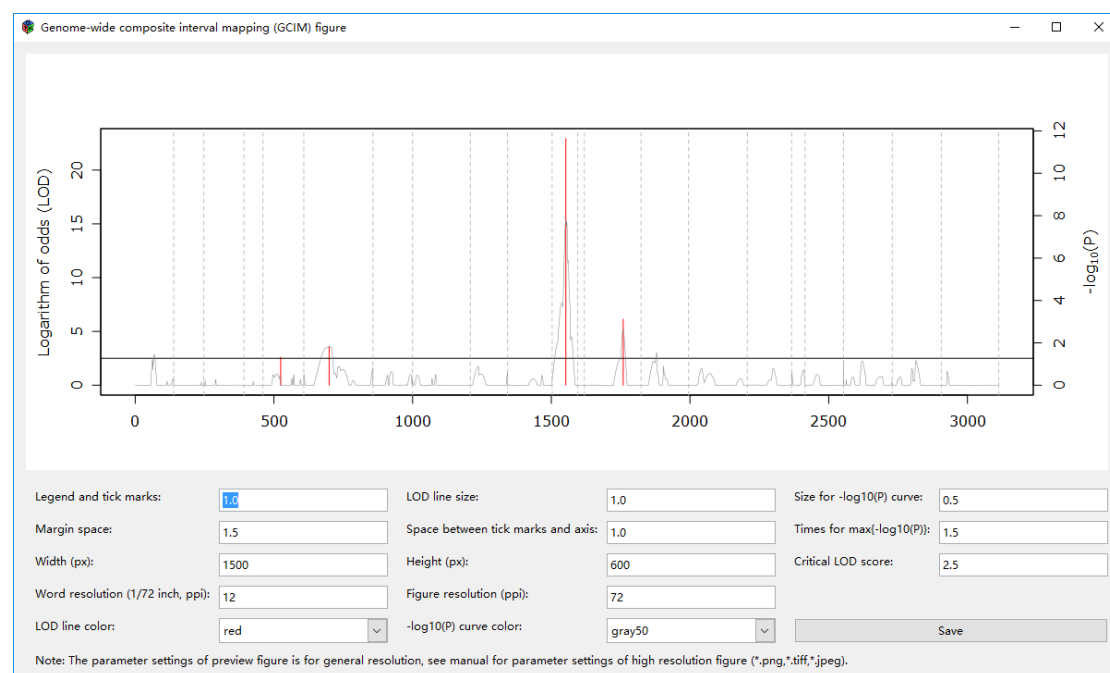 Genome-wide composite interval mapping (GCIM) figure
Logarithm of odds (LOD)
0 5 10 15 20
0 2 4 6 8 10 12
-log10(P)
0 500 1000 1500 2000 2500 3000
Legend and tick marks: 1.0 LOD line size: 1.0 Size for -log10(P) curve: 0.5
Margin space: 1.5 Space between tick marks and axis: 1.0 Times for max{-log10(P)}: 1.5
Width (px): 1500 Height (px): 600 Critical LOD score: 2.5
Word resolution (1/72 inch, ppi): 12 Figure resolution (ppi): 72
LOD line color: red -log10(P) curve color: gray50 Save
Note: The parameter settings of preview figure is for general resolution, see manual for parameter settings of high resolution figure (*.png,*.tiff,*.jpeg).